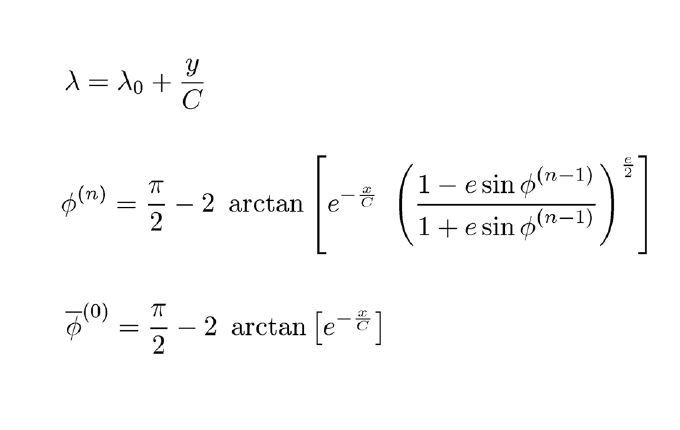 λ = λ₀ + y/C
ϕ⁽ⁿ⁾ = π/2 − 2 arctan [e^(−x/C) ((1 − e sin ϕ⁽ⁿ⁻¹⁾)/(1 + e sin ϕ⁽ⁿ⁻¹⁾))^(e/2)]
ϕ̅⁽⁰⁾ = π/2 − 2 arctan [e^(−x/C)]